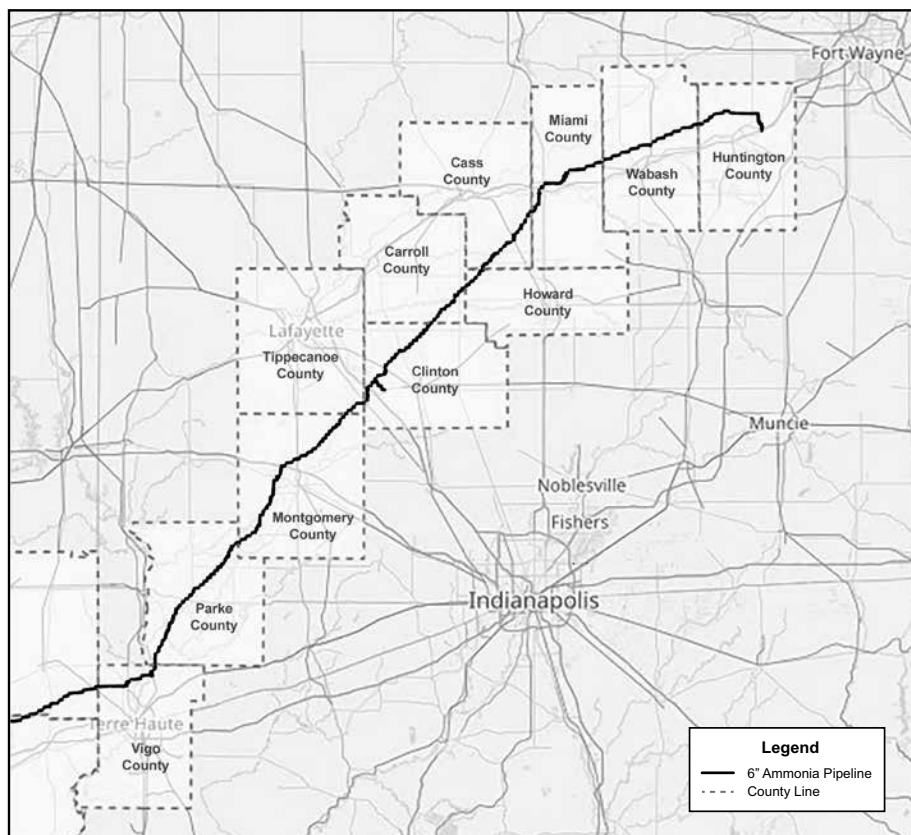 Fort Wayne
Miami
County
Cass
County
Wabash
County
Huntington
County
Carroll
County
Howard
County
Lafayette
Tippecanoe
County
Clinton
County
Muncie
Noblesville
Fishers
Montgomery
County
Indianapolis
Parke
County
Terre Haute
Vigo
County
Legend
6" Ammonia Pipeline
County Line